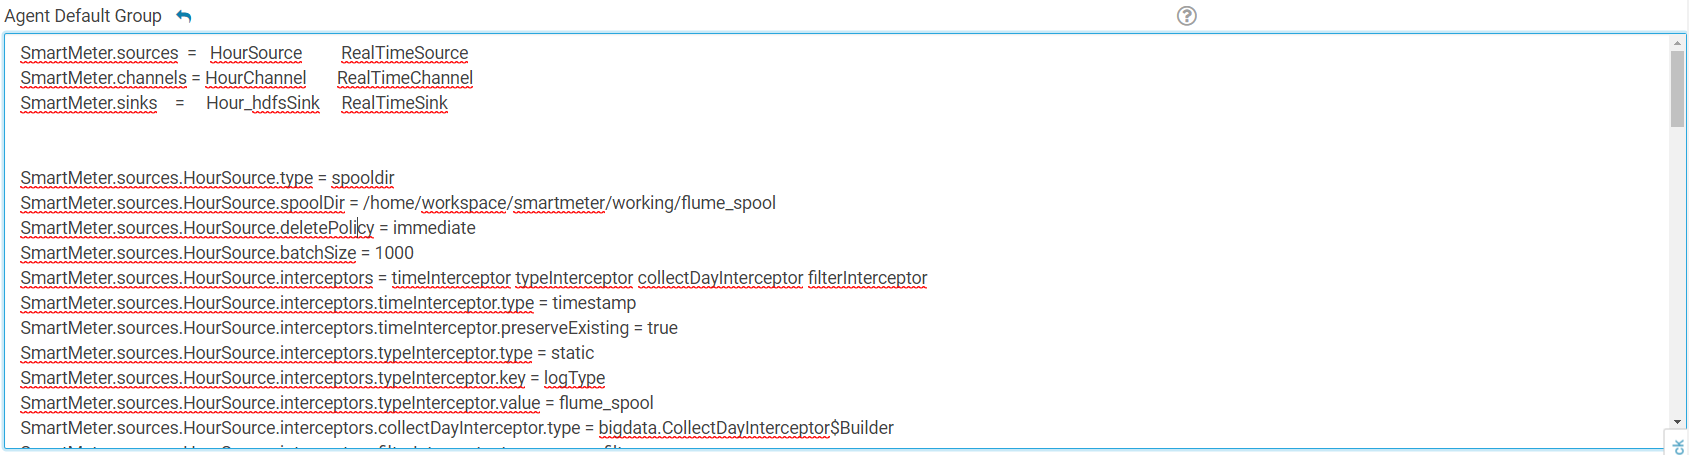 Agent Default Group
SmartMeter.sources = HourSource RealTimeSource
SmartMeter.channels = HourChannel RealTimeChannel
SmartMeter.sinks = Hour_hdfsSink RealTimeSink
SmartMeter.sources.HourSource.type = spooldir
SmartMeter.sources.HourSource.spoolDir = /home/workspace/smartmeter/working/flume_spool
SmartMeter.sources.HourSource.deletePolicy = immediate
SmartMeter.sources.HourSource.batchSize = 1000
SmartMeter.sources.HourSource.interceptors = timeInterceptor typeInterceptor collectDayInterceptor filterInterceptor
SmartMeter.sources.HourSource.interceptors.timeInterceptor.type = timestamp
SmartMeter.sources.HourSource.interceptors.timeInterceptor.preserveExisting = true
SmartMeter.sources.HourSource.interceptors.typeInterceptor.type = static
SmartMeter.sources.HourSource.interceptors.typeInterceptor.key = logType
SmartMeter.sources.HourSource.interceptors.typeInterceptor.value = flume_spool
SmartMeter.sources.HourSource.interceptors.collectDayInterceptor.type = bigdata.CollectDayInterceptor$Builder
ck